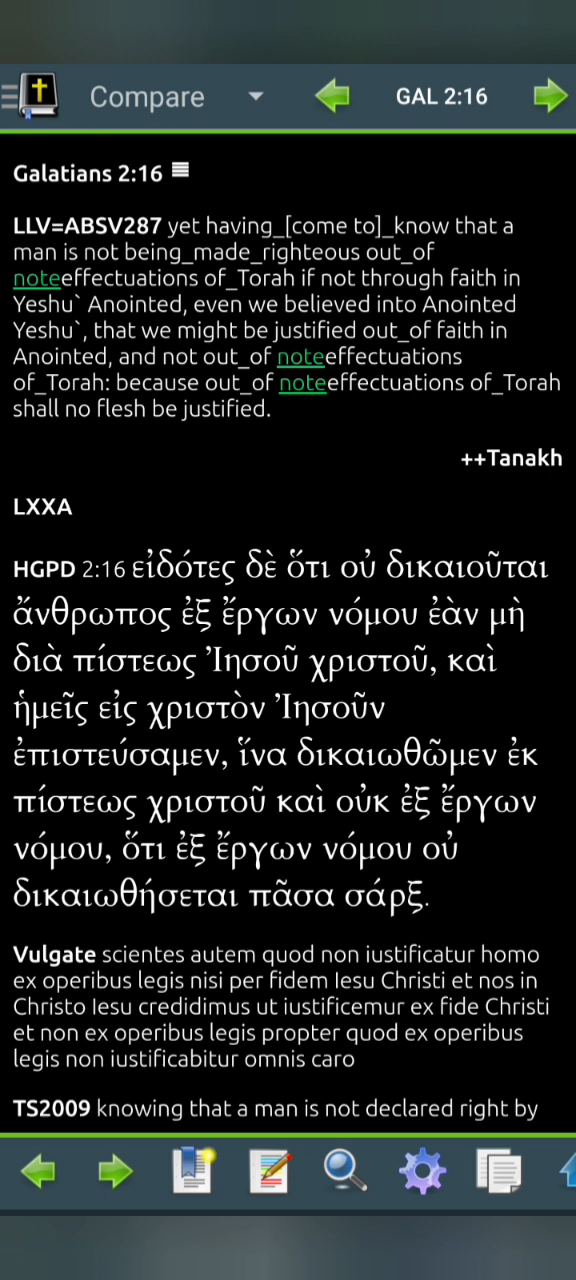 Compare
GAL 2:16
Galatians 2:16
LLV=ABSV287 yet having_[come to]_know that a
man is not being_made_righteous out_of
noteeffectuations of_Torah if not through faith in
Yeshu` Anointed, even we believed into Anointed
Yeshu`, that we might be justified out_of faith in
Anointed, and not out_of noteeffectuations
of_Torah: because out_of noteeffectuations of_Torah
shall no flesh be justified.
++Tanakh
LXXA
HGPD 2:16 εἰδότες δὲ ὅτι οὐ δικαιοῦται
ἄνθρωπος ἐξ ἔργων νόμου ἐὰν μὴ
διὰ πίστεως Ἰησοῦ χριστοῦ, καὶ
ἡμεῖς εἰς χριστὸν Ἰησοῦν
ἐπιστεύσαμεν, ἵνα δικαιωθῶμεν ἐκ
πίστεως χριστοῦ καὶ οὐκ ἐξ ἔργων
νόμου, ὅτι ἐξ ἔργων νόμου οὐ
δικαιωθήσεται πᾶσα σάρξ.
Vulgate scientes autem quod non iustificatur homo
ex operibus legis nisi per fidem Iesu Christi et nos in
Christo Iesu credidimus ut iustificemur ex fide Christi
et non ex operibus legis propter quod ex operibus
legis non iustificabitur omnis caro
TS2009 knowing that a man is not declared right by